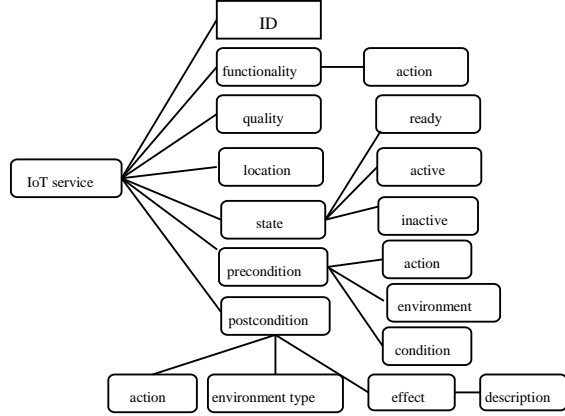 ID
functionality
action
quality
ready
location
active
IoT service
state
inactive
precondition
action
environment
postcondition
condition
action
environment type
effect
description